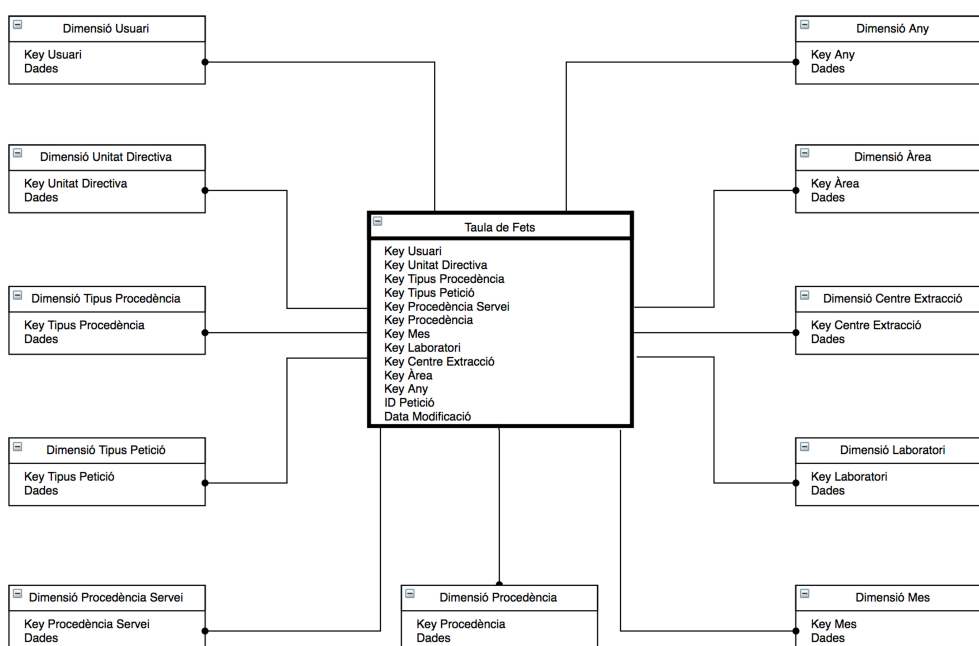 Dimensió Usuari
Key Usuari
Dades
Dimensió Any
Key Any
Dades
Dimensió Unitat Directiva
Key Unitat Directiva
Dades
Dimensió Àrea
Key Àrea
Dades
Taula de Fets
Key Usuari
Key Unitat Directiva
Key Tipus Procedència
Key Tipus Petició
Key Procedència Servei
Key Procedència
Key Mes
Key Laboratori
Key Centre Extracció
Key Àrea
Key Any
ID Petició
Data Modificació
Dimensió Tipus Procedència
Key Tipus Procedència
Dades
Dimensió Centre Extracció
Key Centre Extracció
Dades
Dimensió Tipus Petició
Key Tipus Petició
Dades
Dimensió Laboratori
Key Laboratori
Dades
Dimensió Procedència Servei
Key Procedència Servei
Dades
Dimensió Procedència
Key Procedència
Dades
Dimensió Mes
Key Mes
Dades